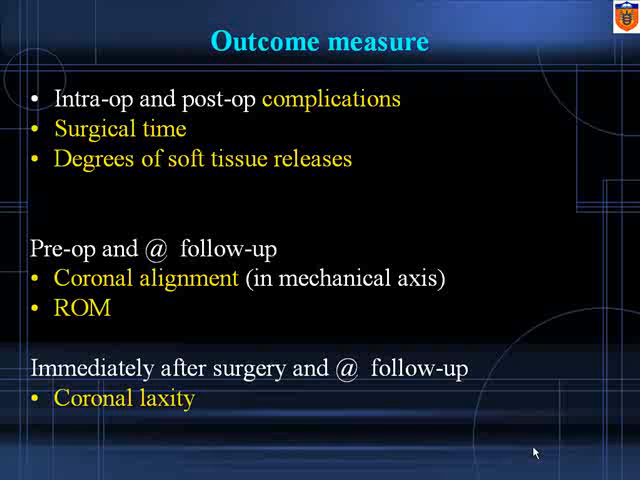 Outcome measure
• Intra-op and post-op complications
• Surgical time
• Degrees of soft tissue releases
Pre-op and @ follow-up
• Coronal alignment (in mechanical axis)
• ROM
Immediately after surgery and @ follow-up
• Coronal laxity